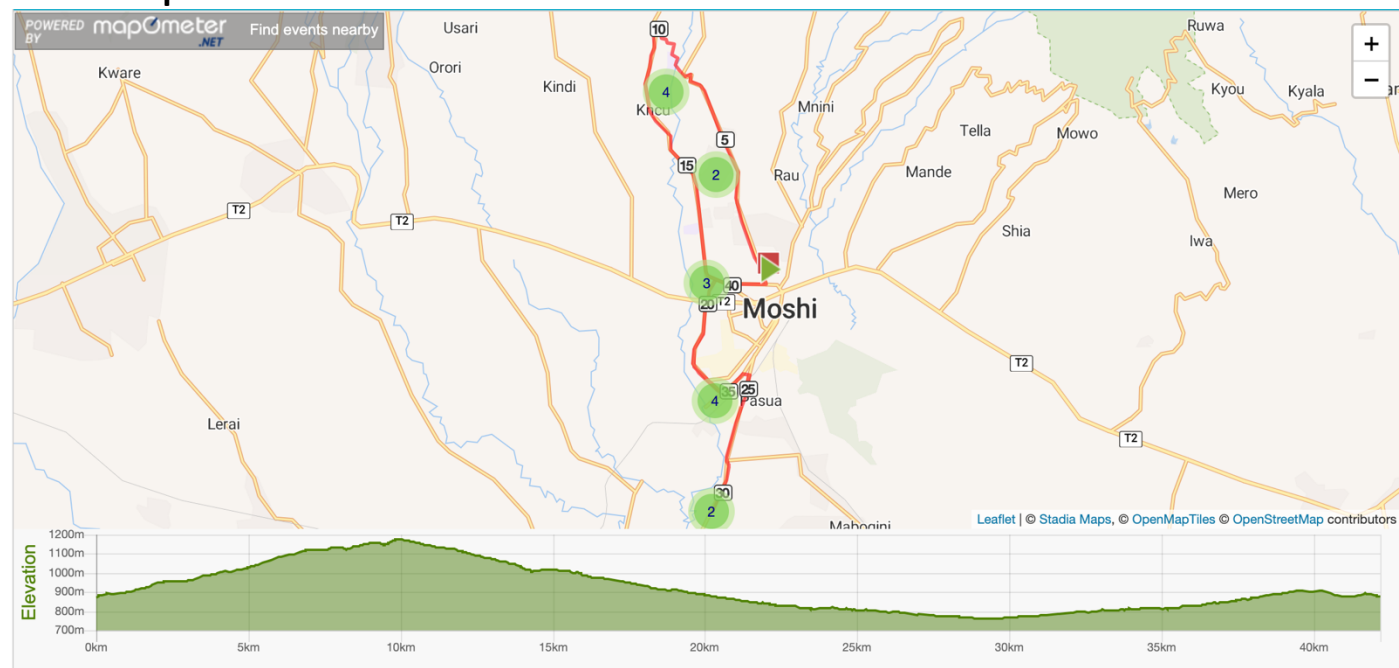 POWERED BY mapometer .NET Find events nearby
Usari
Ruwa
10
+
−
Kware
Orori
Kindi
Kyou
Kyala
4
Mnini
Tella
Mowo
5
15
2
Rau
Mande
Mero
T2
T2
Shia
Iwa
3
40
20
T2
Moshi
T2
4
35
25
Pasua
Lerai
T2
30
2
Mabogini
Leaflet | © Stadia Maps, © OpenMapTiles © OpenStreetMap contributors
Elevation
1200m
1100m
1000m
900m
800m
700m
0km
5km
10km
15km
20km
25km
30km
35km
40km